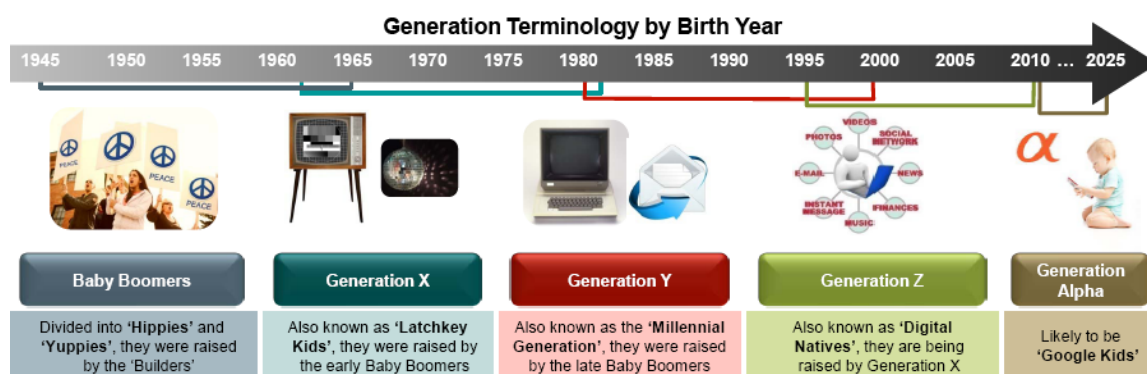 Generation Terminology by Birth Year
1945 1950 1955 1960 1965 1970 1975 1980 1985 1990 1995 2000 2005 2010 ... 2025
PEACE
PEACE
PEACE
PEACE
VIDEOS
PHOTOS
SOCIAL
NETWORK
E-MAIL
NEWS
INSTANT
MESSAGE
FINANCES
MUSIC
α
Baby Boomers
Divided into ‘Hippies’ and
‘Yuppies’, they were raised
by the ‘Builders’
Generation X
Also known as ‘Latchkey
Kids’, they were raised by
the early Baby Boomers
Generation Y
Also known as the ‘Millennial
Generation’, they were raised
by the late Baby Boomers
Generation Z
Also known as ‘Digital
Natives’, they are being
raised by Generation X
Generation
Alpha
Likely to be
‘Google Kids’